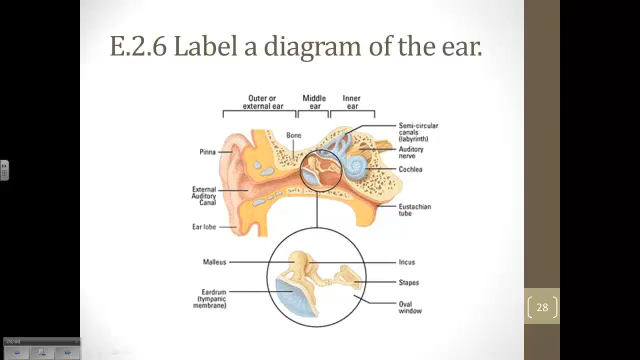 E.2.6 Label a diagram of the ear.
Outer or
external ear
Middle
ear
Inner
ear
Bone
Semi-circular
canals
(labyrinth)
Auditory
nerve
Pinna
Cochlea
External
Auditory
Canal
Eustachian
tube
Ear lobe
Malleus
Incus
Stapes
Eardrum
(tympanic
membrane)
Oval
window
28